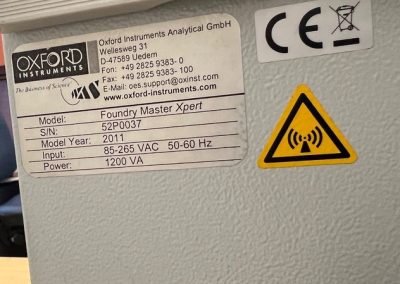 OXFORD
INSTRUMENTS
The Business of Science®
WAS
Oxford Instruments Analytical GmbH
Wellesweg 31
D-47589 Uedem
Fon: +49 2825 9383- 0
Fax: +49 2825 9383- 100
E-Mail: oes.support@oxinst.com
www.oxford-instruments.com
Model: Foundry Master Xpert
S/N: 52P0037
Model Year: 2011
Input: 85-265 VAC 50-60 Hz
Power: 1200 VA
CE